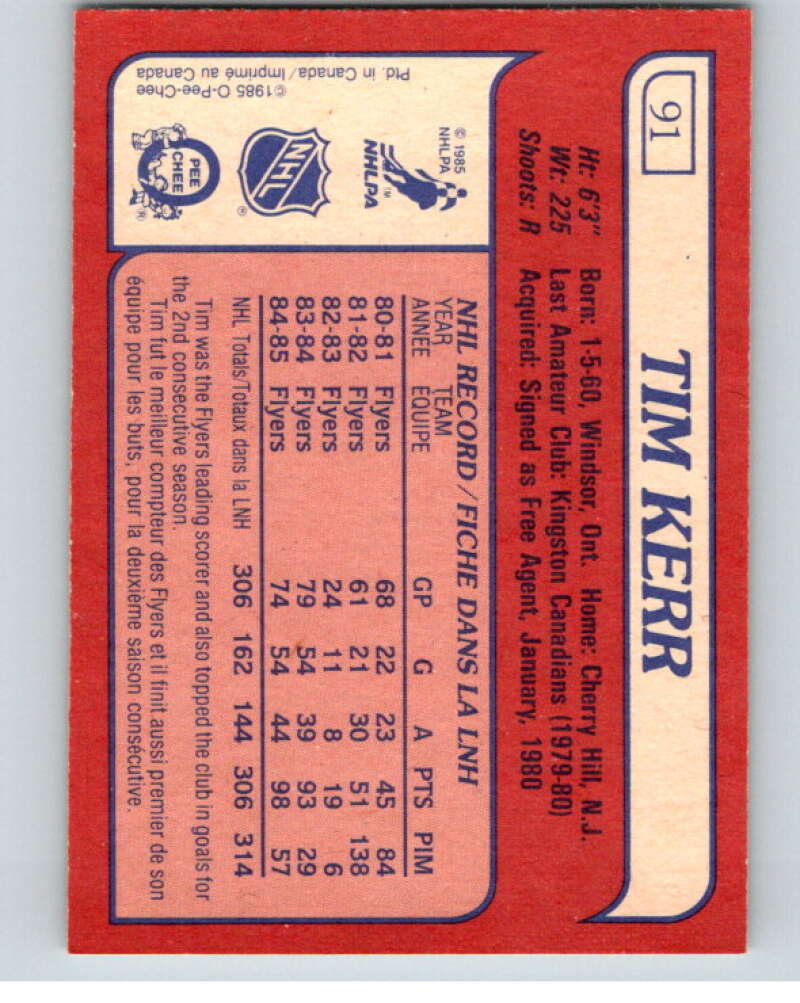 91
TIM KERR
Ht: 6'3" Born: 1-5-60, Windsor, Ont. Home: Cherry Hill, N.J.
Wt: 225 Last Amateur Club: Kingston Canadians (1979-80)
Shoots: R Acquired: Signed as Free Agent, January, 1980
© 1985
NHLPA
NHLPA™
NHL
®
PEE
CHEE
®
©1985 O-Pee-Chee
Ptd. in Canada/Imprimé au Canada
NHL RECORD/FICHE DANS LA LNH
YEAR TEAM
ANNÉE ÉQUIPE GP G A PTS PIM
80-81 Flyers 68 22 23 45 84
81-82 Flyers 61 21 30 51 138
82-83 Flyers 24 11 8 19 6
83-84 Flyers 79 54 39 93 29
84-85 Flyers 74 54 44 98 57
NHL Totals/Totaux dans la LNH 306 162 144 306 314
Tim was the Flyers leading scorer and also topped the club in goals for
the 2nd consecutive season.
Tim fut le meilleur compteur des Flyers et il finit aussi premier de son
équipe pour les buts, pour la deuxième saison consécutive.